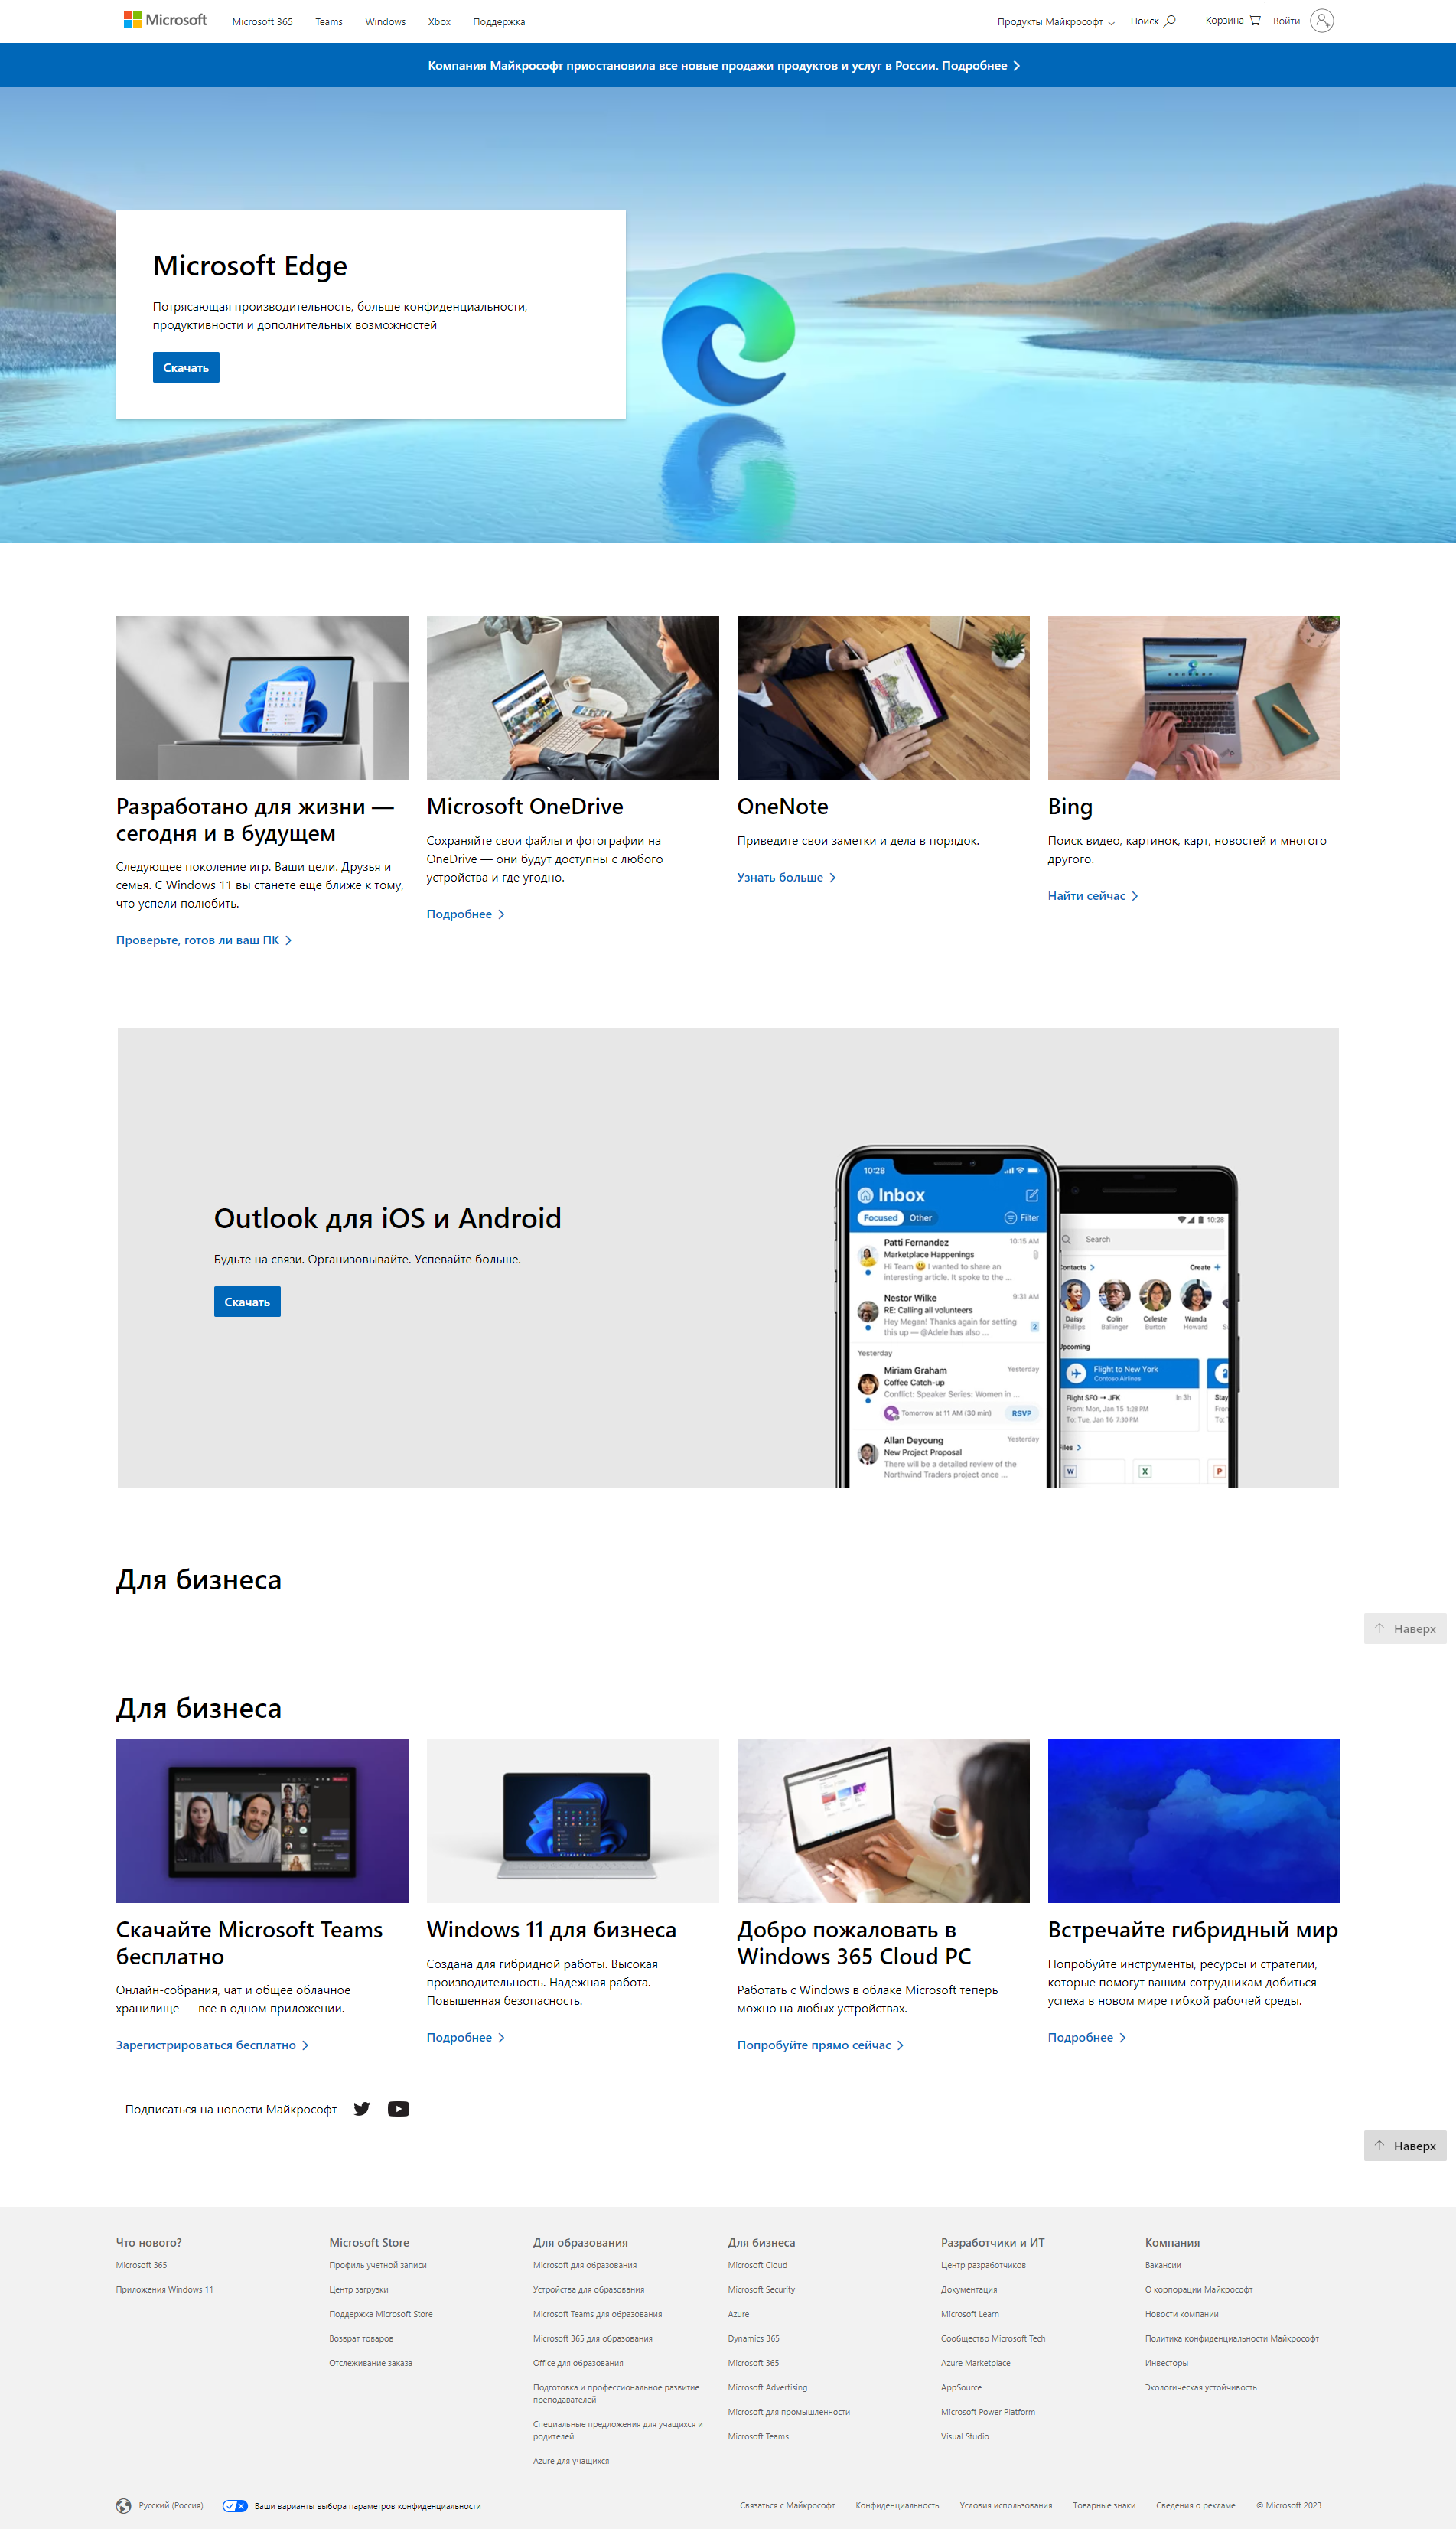 Microsoft
Microsoft 365
Teams
Windows
Xbox
Поддержка
Продукты Майкрософт
Поиск
Корзина
Войти
Компания Майкрософт приостановила все новые продажи продуктов и услуг в России. Подробнее
Microsoft Edge
Потрясающая производительность, больше конфиденциальности,
продуктивности и дополнительных возможностей
Скачать
Разработано для жизни —
сегодня и в будущем
Следующее поколение игр. Ваши цели. Друзья и
семья. С Windows 11 вы станете еще ближе к тому,
что успели полюбить.
Проверьте, готов ли ваш ПК
Microsoft OneDrive
Сохраняйте свои файлы и фотографии на
OneDrive — они будут доступны с любого
устройства и где угодно.
Подробнее
OneNote
Приведите свои заметки и дела в порядок.
Узнать больше
Bing
Поиск видео, картинок, карт, новостей и многого
другого.
Найти сейчас
Outlook для iOS и Android
Будьте на связи. Организовывайте. Успевайте больше.
Скачать
10:28
Inbox
Focused
Other
Filter
Patti Fernandez
10:15 AM
Marketplace Happenings
Hi Team 😃 I wanted to share an
interesting article. It spoke to the ...
Nestor Wilke
9:31 AM
RE: Calling all volunteers
Hey Megan! Thanks again for setting
this up — @Adele has also ...
2
Yesterday
Miriam Graham
Yesterday
Coffee Catch-up
Conflict: Speaker Series: Women in ...
Tomorrow at 11 AM (30 min)
RSVP
Allan Deyoung
Yesterday
New Project Proposal
There will be a detailed review of the
Northwind Traders project once ...
10:28
Search
Contacts
Create +
Daisy
Phillips
Colin
Ballinger
Celeste
Burton
Wanda
Howard
Upcoming
Flight to New York
Contoso Airlines
Flight SFO → JFK
In 3h
From: Mon, Jan 15 1:28 PM
To: Tue, Jan 16 7:30 PM
Stay
From
To:
Files
W
X
P
Для бизнеса
Наверх
Для бизнеса
Скачайте Microsoft Teams
бесплатно
Онлайн-собрания, чат и общее облачное
хранилище — все в одном приложении.
Зарегистрироваться бесплатно
Windows 11 для бизнеса
Создана для гибридной работы. Высокая
производительность. Надежная работа.
Повышенная безопасность.
Подробнее
Добро пожаловать в
Windows 365 Cloud PC
Работать с Windows в облаке Microsoft теперь
можно на любых устройствах.
Попробуйте прямо сейчас
Встречайте гибридный мир
Попробуйте инструменты, ресурсы и стратегии,
которые помогут вашим сотрудникам добиться
успеха в новом мире гибкой рабочей среды.
Подробнее
Подписаться на новости Майкрософт
Наверх
Что нового?
Microsoft 365
Приложения Windows 11
Microsoft Store
Профиль учетной записи
Центр загрузки
Поддержка Microsoft Store
Возврат товаров
Отслеживание заказа
Для образования
Microsoft для образования
Устройства для образования
Microsoft Teams для образования
Microsoft 365 для образования
Office для образования
Подготовка и профессиональное развитие
преподавателей
Специальные предложения для учащихся и
родителей
Azure для учащихся
Для бизнеса
Microsoft Cloud
Microsoft Security
Azure
Dynamics 365
Microsoft 365
Microsoft Advertising
Microsoft для промышленности
Microsoft Teams
Разработчики и ИТ
Центр разработчиков
Документация
Microsoft Learn
Сообщество Microsoft Tech
Azure Marketplace
AppSource
Microsoft Power Platform
Visual Studio
Компания
Вакансии
О корпорации Майкрософт
Новости компании
Политика конфиденциальности Майкрософт
Инвесторы
Экологическая устойчивость
Русский (Россия)
Ваши варианты выбора параметров конфиденциальности
Связаться с Майкрософт
Конфиденциальность
Условия использования
Товарные знаки
Сведения о рекламе
© Microsoft 2023